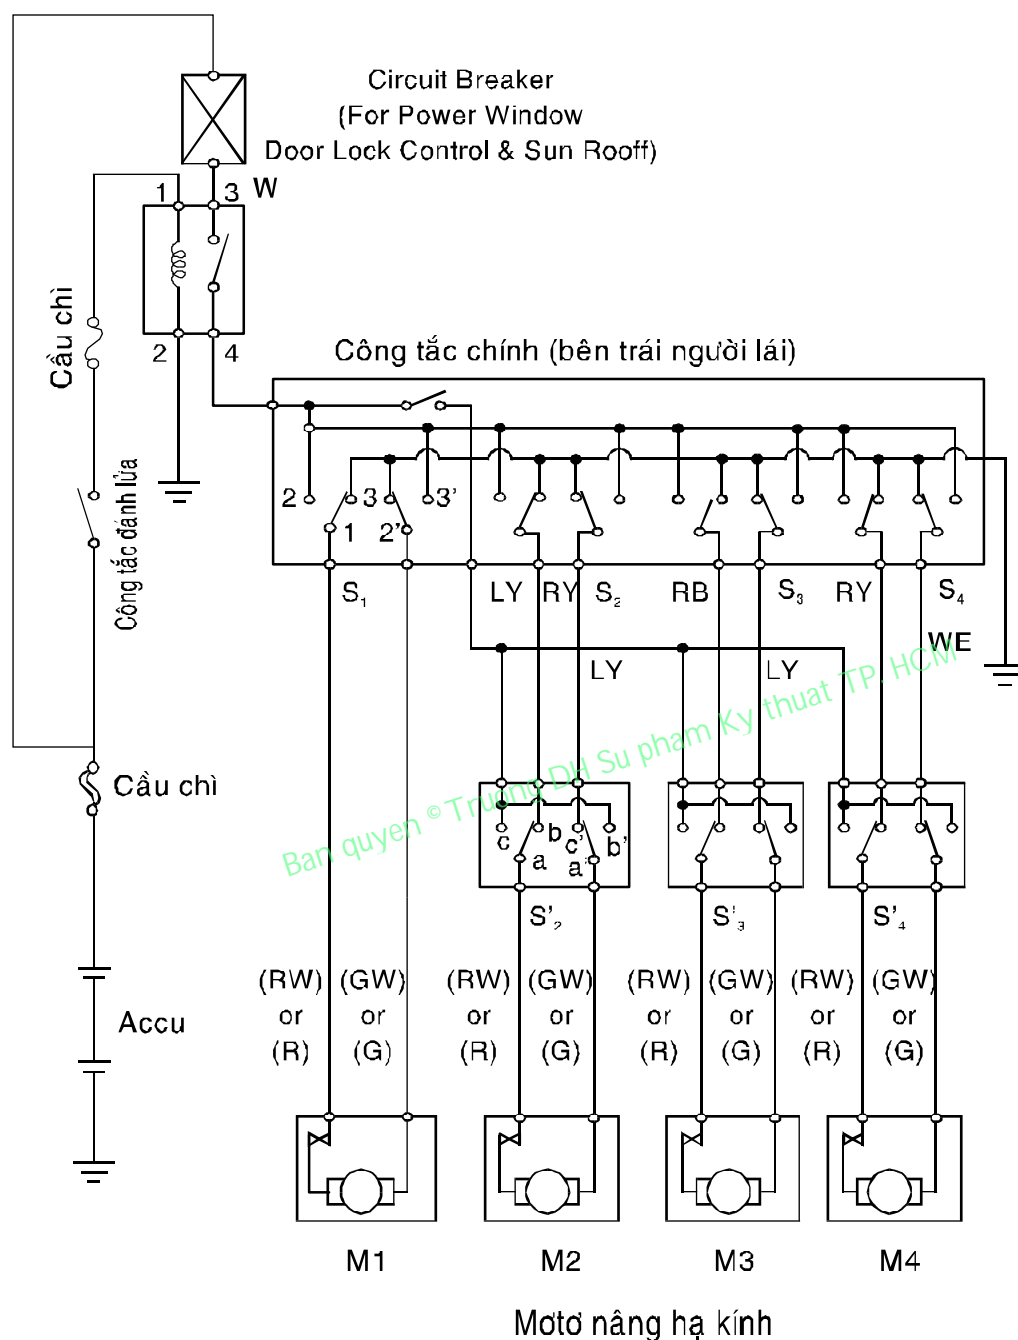 Circuit Breaker
(For Power Window
Door Lock Control & Sun Rooff)
1 3 W
2 4
Cầu chì
Công tắc chính (bên trái người lái)
Công tắc đánh lửa
2 3 3'
1 2'
S1 LY RY S2 RB S3 RY S4
WE
LY LY
Ban quyen © Truong DH Su pham Ky thuat TP. HCM
Cầu chì
c b c' b'
a a'
S'2 S'3 S'4
(RW) (GW) (RW) (GW) (RW) (GW) (RW) (GW)
or or or or or or or or
(R) (G) (R) (G) (R) (G) (R) (G)
Accu
M1 M2 M3 M4
Mơtơ nâng hạ kính